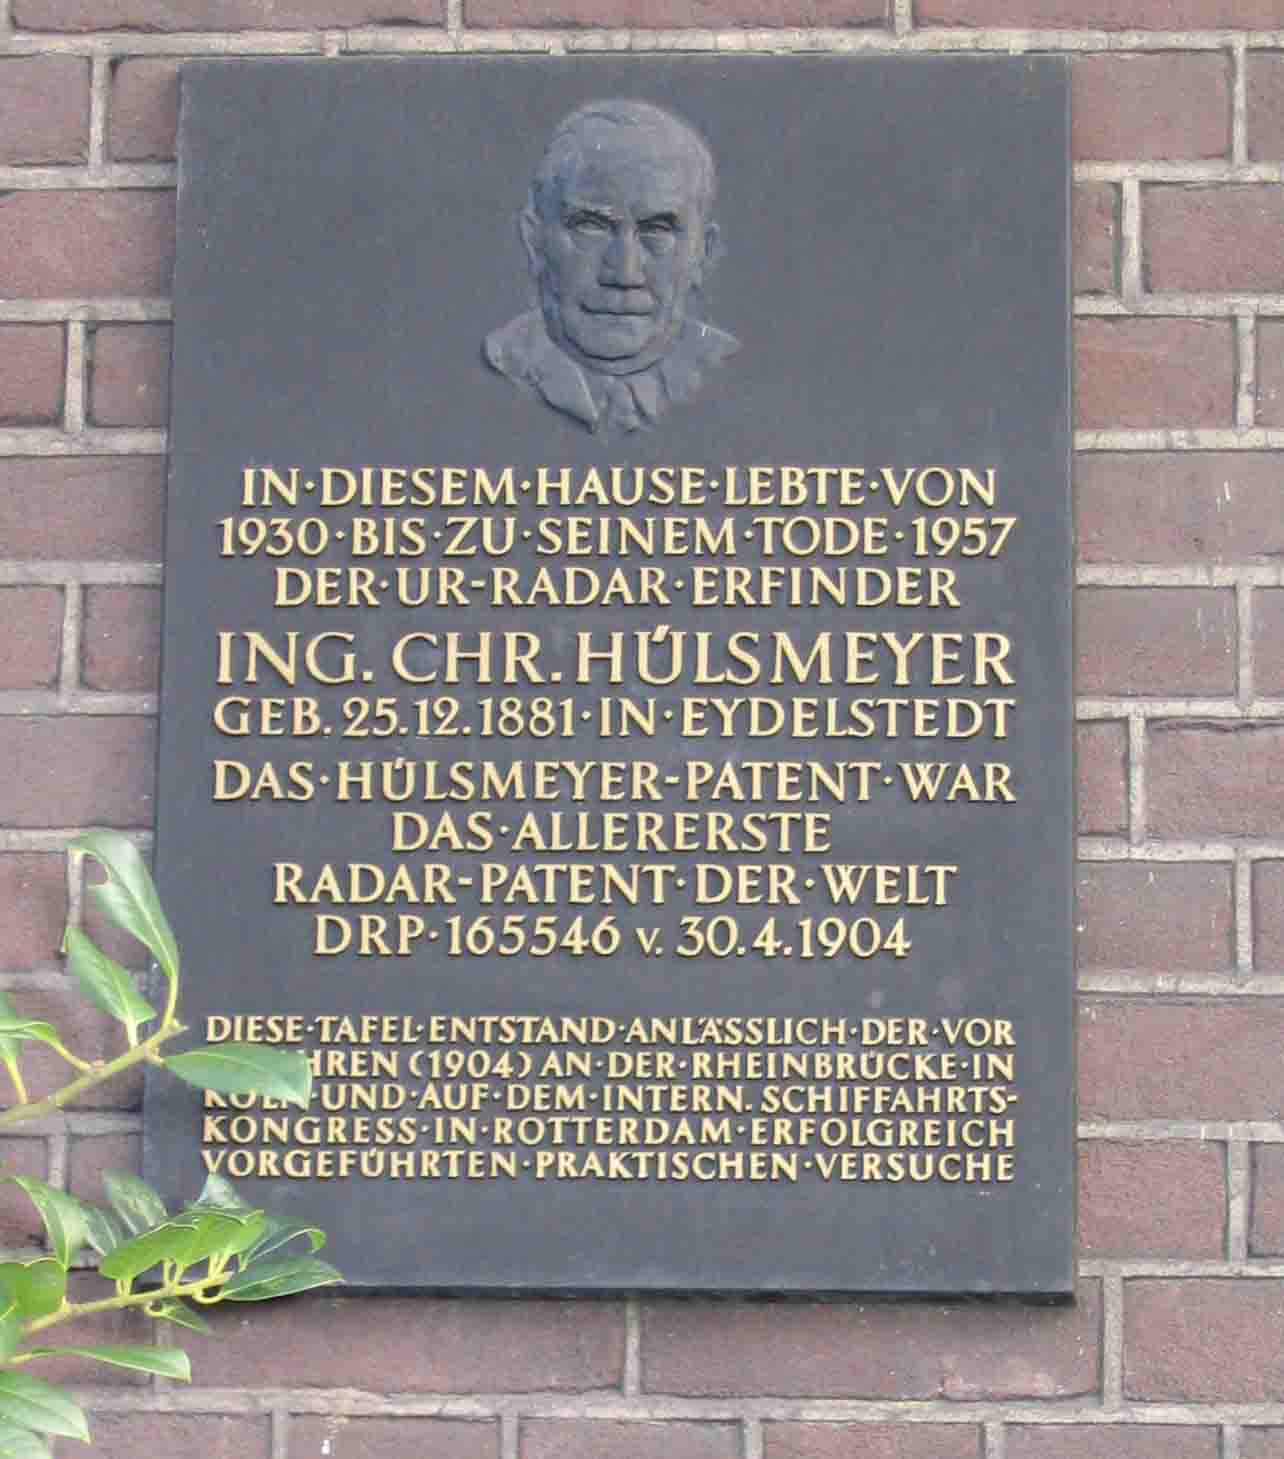 IN·DIESEM·HAUSE·LEBTE·VON
1930·BIS·ZU·SEINEM·TODE·1957
DER·UR-RADAR·ERFINDER
ING. CHR. HÜLSMEYER
GEB. 25.12.1881·IN·EYDELSTEDT
DAS·HÜLSMEYER-PATENT·WAR
DAS·ALLERERSTE
RADAR-PATENT·DER·WELT
DRP·165546 v. 30.4.1904
DIESE·TAFEL·ENTSTAND·ANLÄSSLICH·DER·VOR
(1904) AN·DER·RHEINBRÜCKE·IN
KÖLN·UND·AUF·DEM·INTERN. SCHIFFAHRTS-
KONGRESS·IN·ROTTERDAM·ERFOLGREICH
VORGEFÜHRTEN·PRAKTISCHEN·VERSUCHE